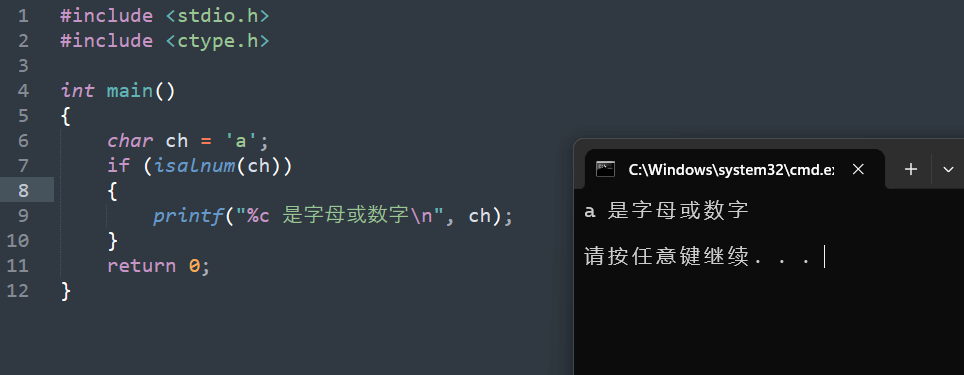 1 #include <stdio.h>
2 #include <ctype.h>
3
4 int main()
5 {
6     char ch = 'a';
7     if (isalnum(ch))
8     {
9         printf("%c 是字母或数字\n", ch);
10     }
11     return 0;
12 }
C:\Windows\system32\cmd.ex
a 是字母或数字
请按任意键继续. . .